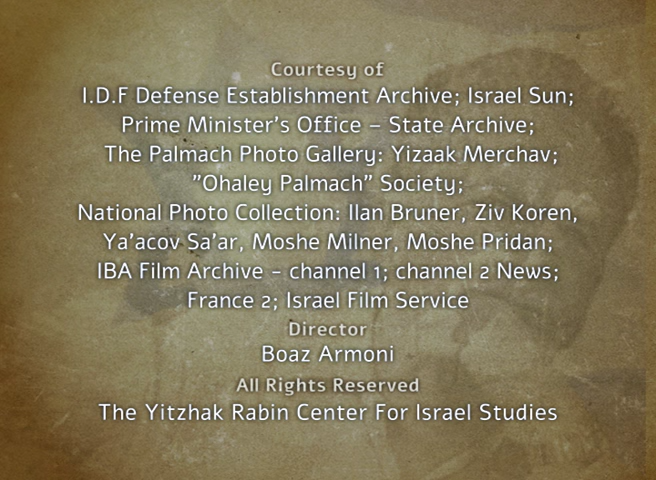 Courtesy of
I.D.F Defense Establishment Archive; Israel Sun;
Prime Minister's Office – State Archive;
The Palmach Photo Gallery: Yizaak Merchav;
"Ohaley Palmach" Society;
National Photo Collection: Ilan Bruner, Ziv Koren,
Ya'acov Sa'ar, Moshe Milner, Moshe Pridan;
IBA Film Archive - channel 1; channel 2 News;
France 2; Israel Film Service
Director
Boaz Armoni
All Rights Reserved
The Yitzhak Rabin Center For Israel Studies